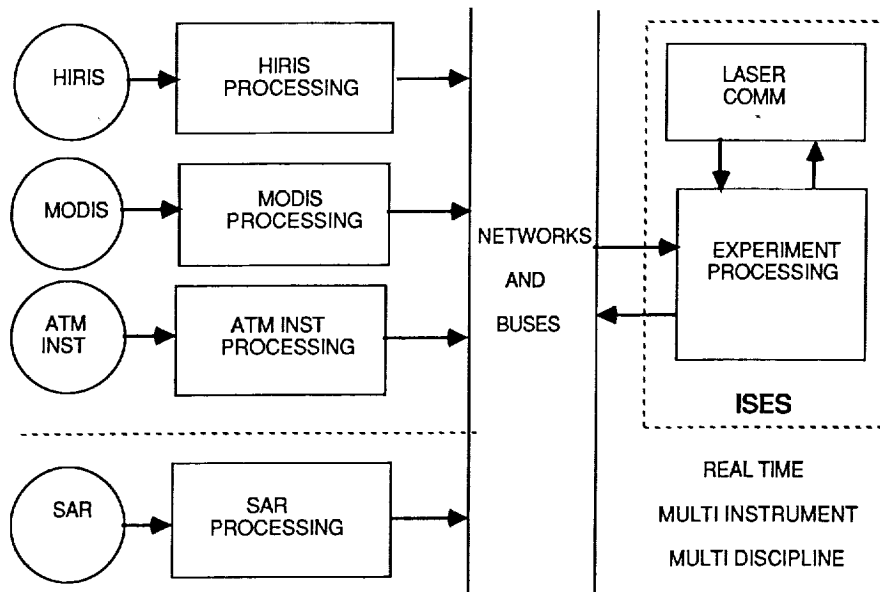 HIRIS
HIRIS
PROCESSING
LASER
COMM
MODIS
MODIS
PROCESSING
NETWORKS
AND
BUSES
EXPERIMENT
PROCESSING
ATM
INST
ATM INST
PROCESSING
ISES
SAR
SAR
PROCESSING
REAL TIME
MULTI INSTRUMENT
MULTI DISCIPLINE